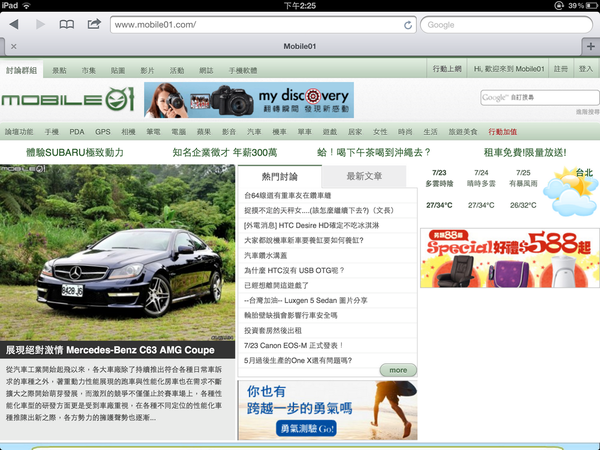 iPad
下午2:25
39%
www.mobile01.com/
Google
Mobile01
討論群組 景點 市集 貼圖 影片 活動 網誌 手機軟體 行動上網 Hi, 歡迎來到 Mobile01 註冊 登入
MOBILE01
my discovery
翻轉瞬間 發現新感動
Google 自訂搜尋
進階搜尋
論壇功能 手機 PDA GPS 相機 筆電 電腦 蘋果 影音 汽車 機車 單車 遊戲 居家 女性 時尚 生活 旅遊美食 行動加值
體驗SUBARU極致動力 知名企業徵才 年薪300萬 蛤！喝下午茶喝到沖繩去？ 租車免費!限量放送!
MOBILE01
8428 J6
展現絕對激情 Mercedes-Benz C63 AMG Coupe
從汽車工業開始起飛以來，各大車廠除了持續推出符合各種日常車訴
求的車種之外，著重動力性能展現的跑車與性能化房車也在需求不斷
擴大之際開始萌芽發展，而激烈的競爭不僅僅止於賽車場上，各種性
能化車型的研發方面更是受到車廠重視，在各種不同定位的性能化車
種推陳出新之際，各方勢力的擁護聲勢也逐漸...
熱門討論 最新文章
台64線道有重車友在鑽車縫
捉摸不定的天秤女....(該怎麼繼續下去?)（文長）
[外電消息] HTC Desire HD確定不吃冰淇淋
大家都說機車新車要養缸要如何養缸?
汽車鑽水溝蓋
為什麼 HTC沒有 USB OTG呢？
已經想離開這遊戲了
--台灣加油-- Luxgen 5 Sedan 圖片分享
輪胎壁缺損會影響行車安全嗎
投資套房然後出租
7/23 Canon EOS-M 正式發表！
5月過後生產的One X還有問題嗎?
more
你也有
跨越一步的勇氣嗎
勇氣測驗 Go!
7/23 7/24 7/25 台北
多雲時陰 晴時多雲 有暴風雨
27/34°C 27/34°C 26/32°C
Special 好禮 $588起